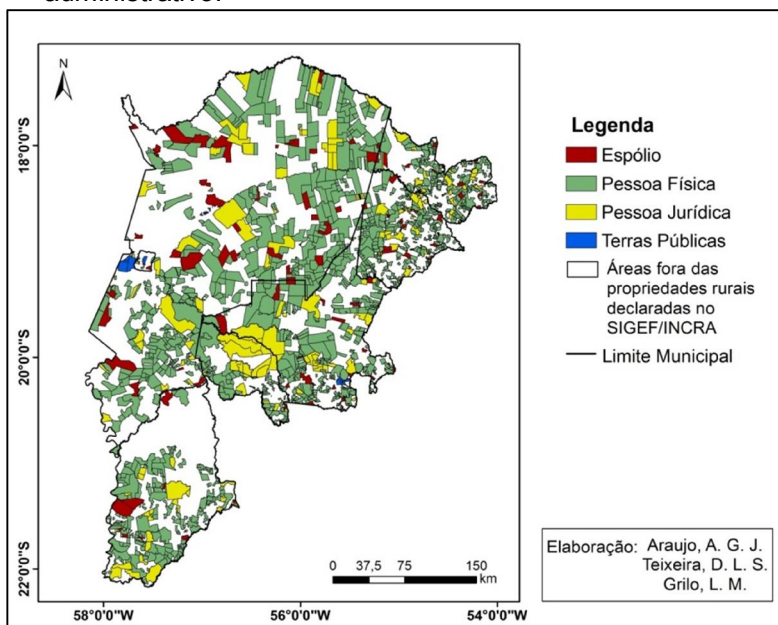 administrativo.
N
18°0'0"S
20°0'0"S
22°0'0"S
58°0'0"W
56°0'0"W
54°0'0"W
0 37,5 75 150
km
Legenda
Espólio
Pessoa Física
Pessoa Jurídica
Terras Públicas
Áreas fora das
propriedades rurais
declaradas no
SIGEF/INCRA
Limite Municipal
Elaboração: Araujo, A. G. J.
Teixeira, D. L. S.
Grilo, L. M.